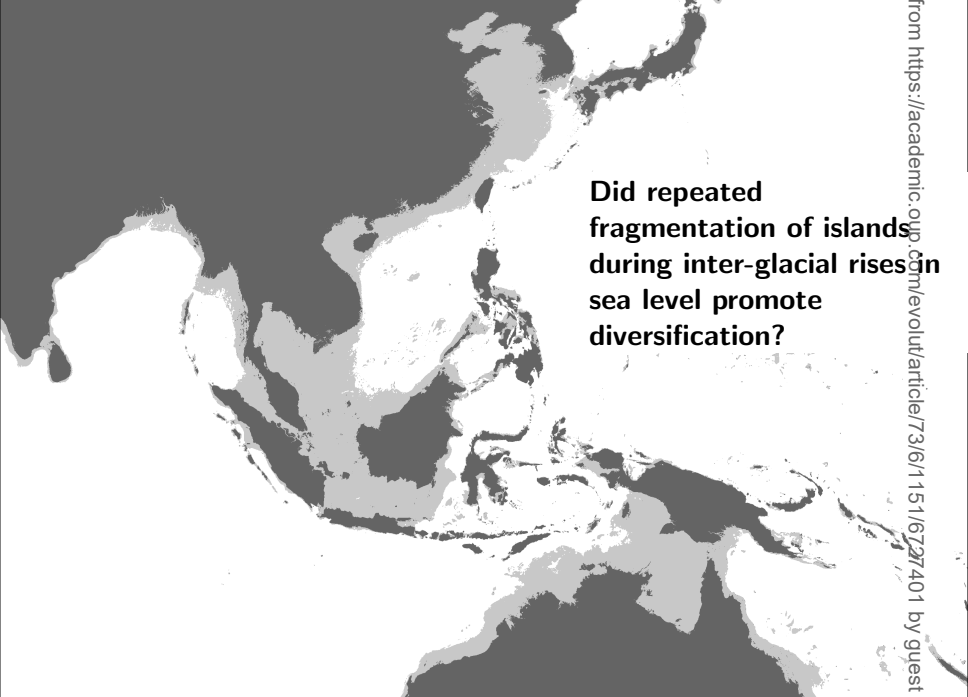 Did repeated
fragmentation of islands
during inter-glacial rises in
sea level promote
diversification?
from https://academic.oup.com/evolut/article/73/6/1151/6727401 by guest